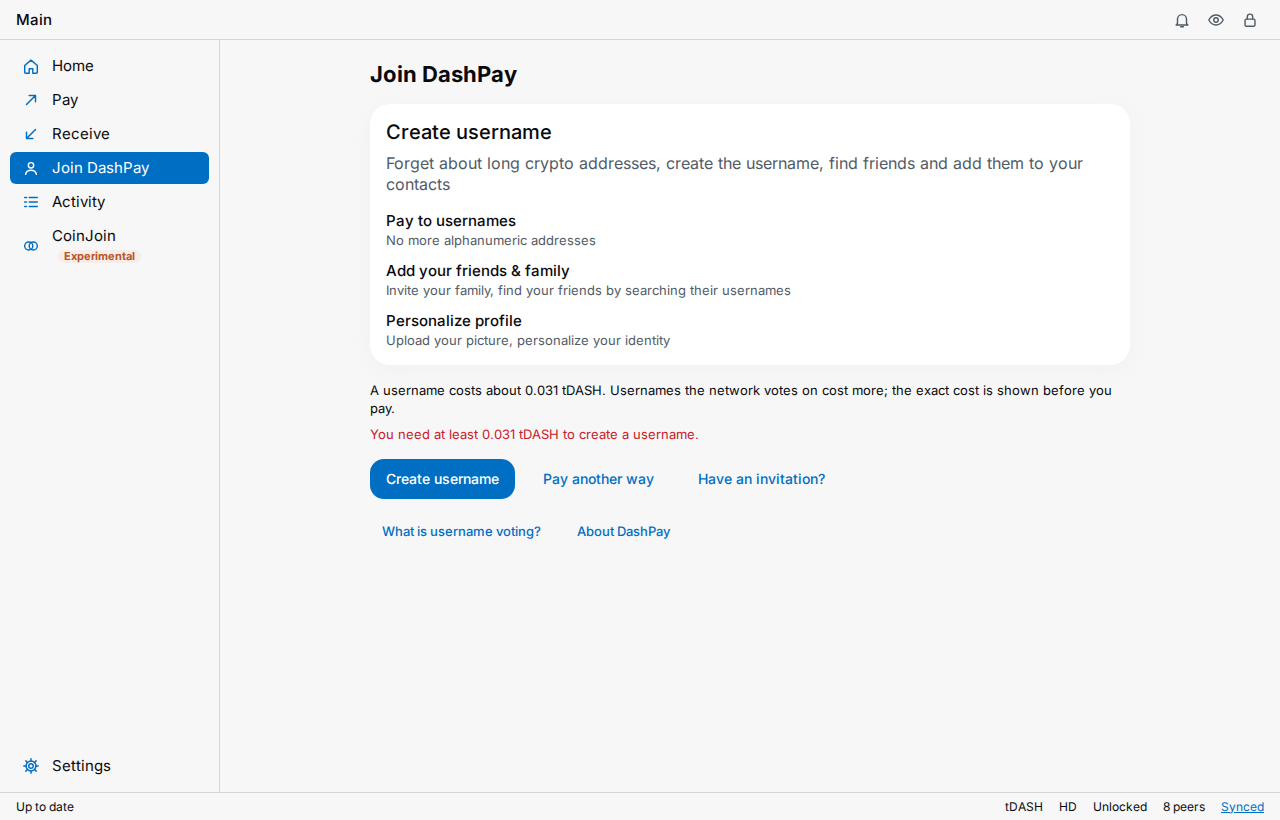 Main
Home
Pay
Receive
Join DashPay
Activity
CoinJoin
Experimental
Settings
Join DashPay
Create username
Forget about long crypto addresses, create the username, find friends and add them to your
contacts
Pay to usernames
No more alphanumeric addresses
Add your friends & family
Invite your family, find your friends by searching their usernames
Personalize profile
Upload your picture, personalize your identity
A username costs about 0.031 tDASH. Usernames the network votes on cost more; the exact cost is shown before you
pay.
You need at least 0.031 tDASH to create a username.
Create username Pay another way Have an invitation?
What is username voting? About DashPay
Up to date tDASH HD Unlocked 8 peers Synced